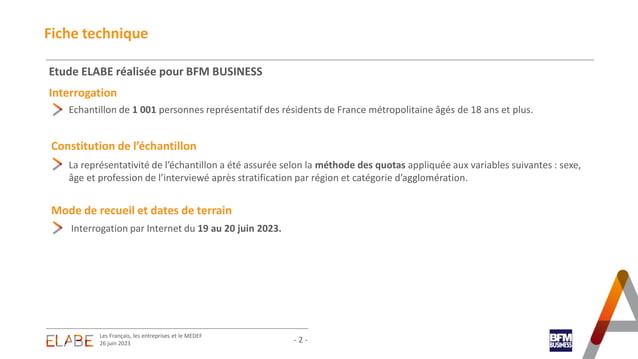 Fiche technique
Etude ELABE réalisée pour BFM BUSINESS
Interrogation
Echantillon de 1 001 personnes représentatif des résidents de France métropolitaine âgés de 18 ans et plus.
Constitution de l’échantillon
La représentativité de l’échantillon a été assurée selon la méthode des quotas appliquée aux variables suivantes : sexe,
âge et profession de l’interviewé après stratification par région et catégorie d’agglomération.
Mode de recueil et dates de terrain
Interrogation par Internet du 19 au 20 juin 2023.
ELABE
Les Français, les entreprises et le MEDEF
26 juin 2023
- 2 -
BFM
BUSINESS